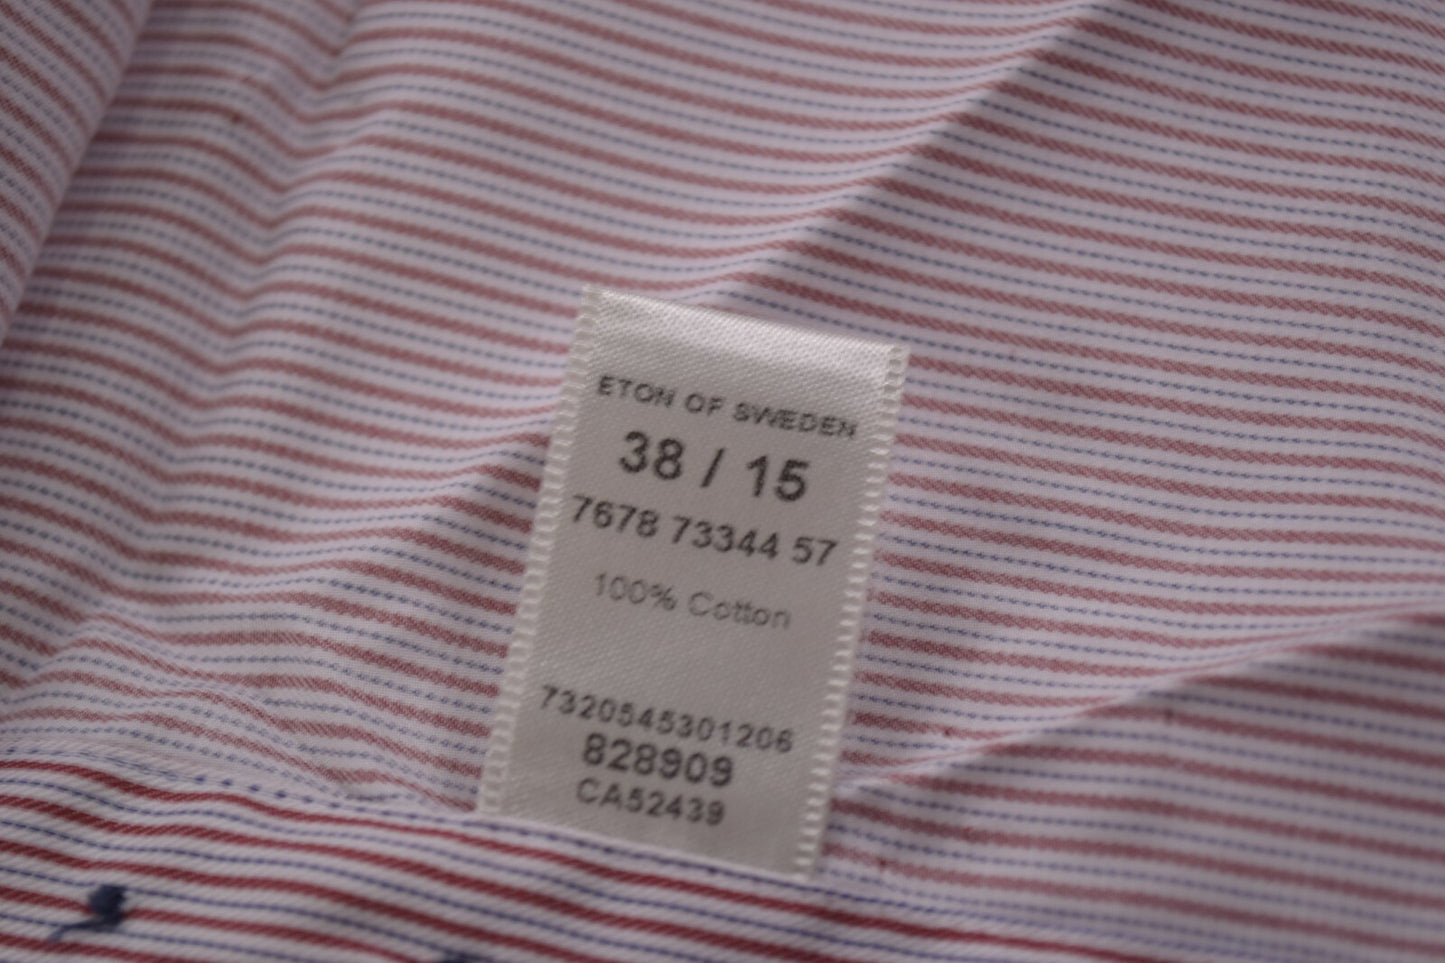 ETON OF SWEDEN
38 / 15
7678 73344 57
100% Cotton
7320545301206
828909
CA52439